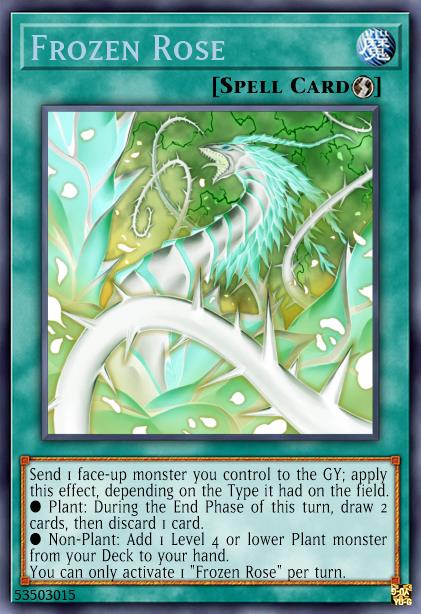 Frozen Rose
魔
[Spell Card]
Send 1 face-up monster you control to the GY; apply
this effect, depending on the Type it had on the field.
● Plant: During the End Phase of this turn, draw 2
cards, then discard 1 card.
● Non-Plant: Add 1 Level 4 or lower Plant monster
from your Deck to your hand.
You can only activate 1 "Frozen Rose" per turn.
53503015